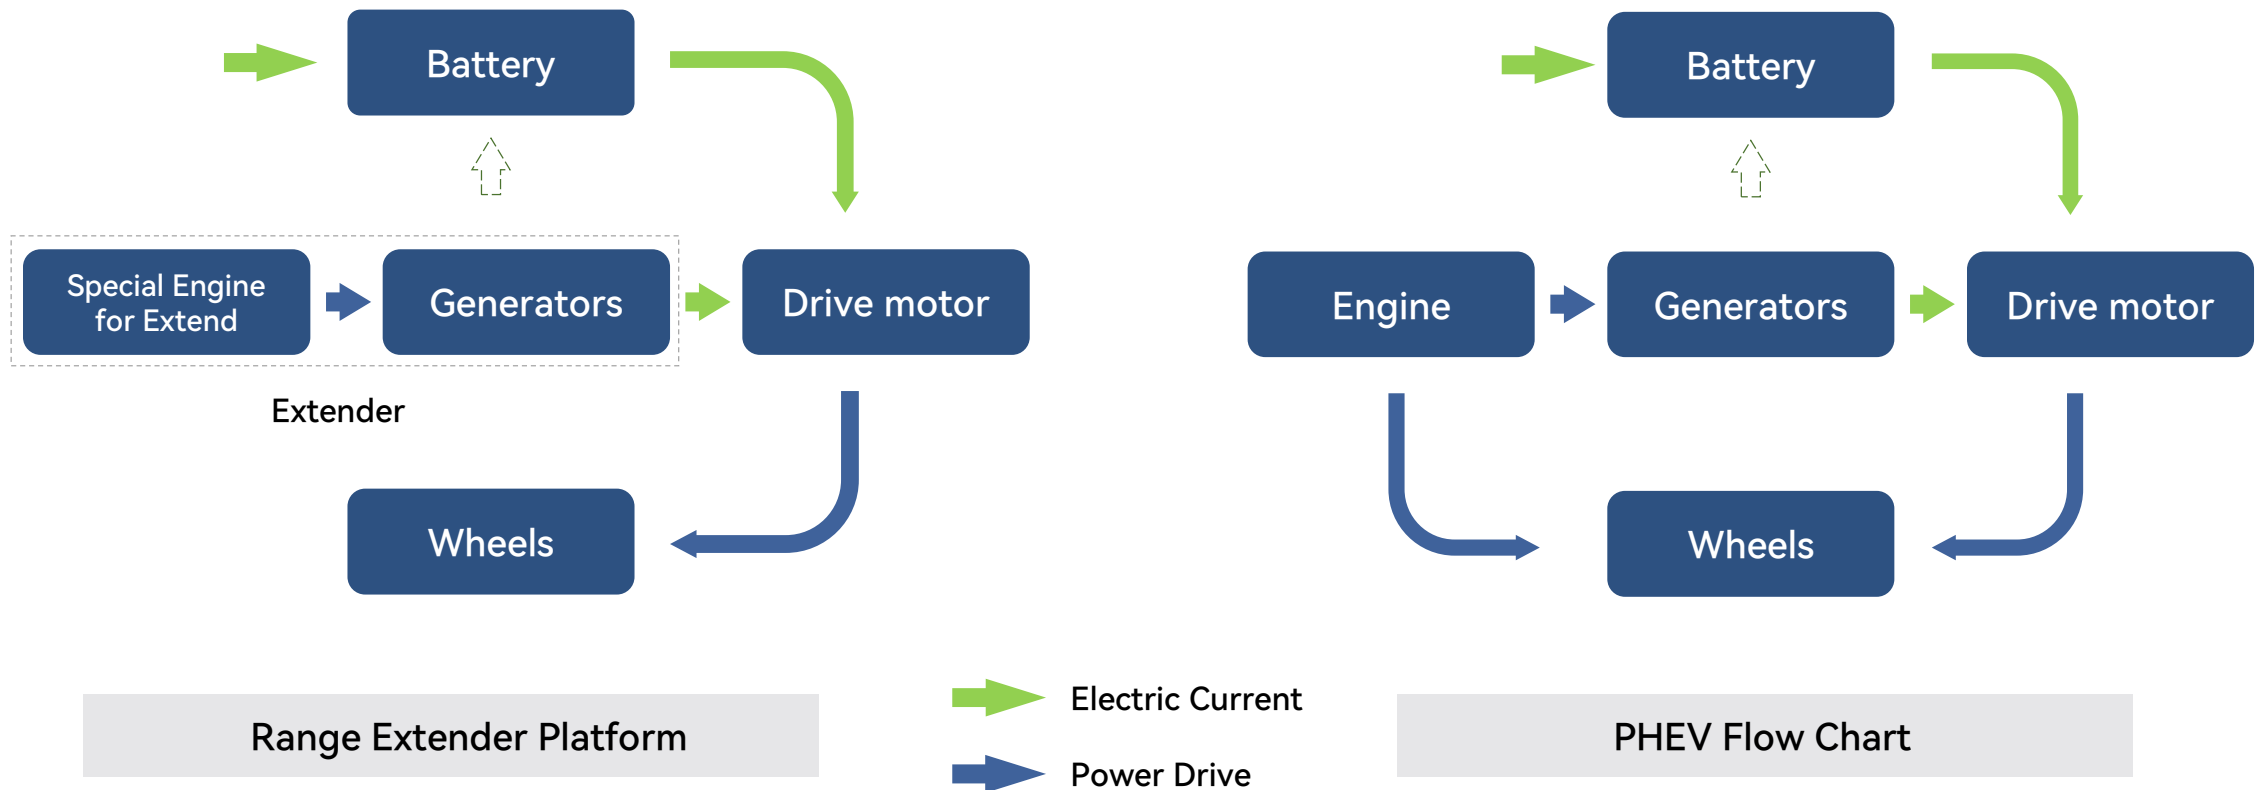 Battery
Special Engine
for Extend
Generators
Drive motor
Extender
Wheels
Range Extender Platform
Battery
Engine
Generators
Drive motor
Wheels
PHEV Flow Chart
Electric Current
Power Drive